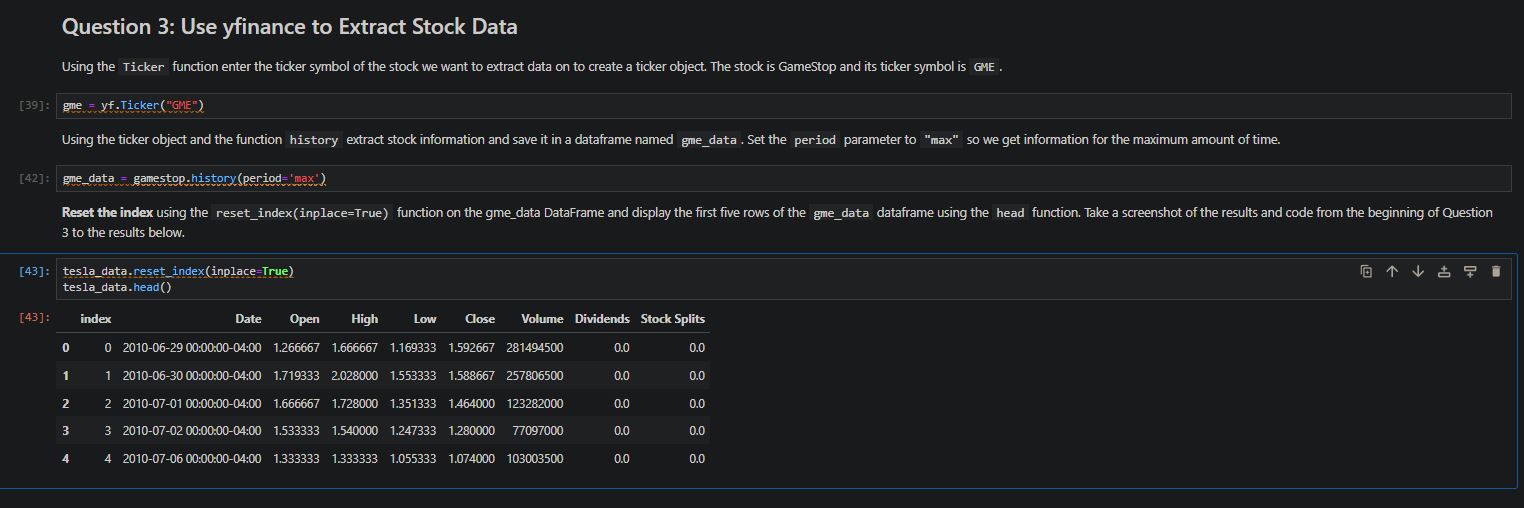 Question 3: Use yfinance to Extract Stock Data
Using the Ticker function enter the ticker symbol of the stock we want to extract data on to create a ticker object. The stock is GameStop and its ticker symbol is GME.
[39]: gme = yf.Ticker("GME")
Using the ticker object and the function history extract stock information and save it in a dataframe named gme_data. Set the period parameter to "max" so we get information for the maximum amount of time.
[42]: gme_data = gamestop.history(period='max')
Reset the index using the reset_index(inplace=True) function on the gme_data DataFrame and display the first five rows of the gme_data dataframe using the head function. Take a screenshot of the results and code from the beginning of Question
3 to the results below.
[43]: tesla_data.reset_index(inplace=True)
tesla_data.head()
[43]: index Date Open High Low Close Volume Dividends Stock Splits
0 0 2010-06-29 00:00:00-04:00 1.266667 1.666667 1.169333 1.592667 281494500 0.0 0.0
1 1 2010-06-30 00:00:00-04:00 1.719333 2.028000 1.553333 1.588667 257806500 0.0 0.0
2 2 2010-07-01 00:00:00-04:00 1.666667 1.728000 1.351333 1.464000 123282000 0.0 0.0
3 3 2010-07-02 00:00:00-04:00 1.533333 1.540000 1.247333 1.280000 77097000 0.0 0.0
4 4 2010-07-06 00:00:00-04:00 1.333333 1.333333 1.055333 1.074000 103003500 0.0 0.0